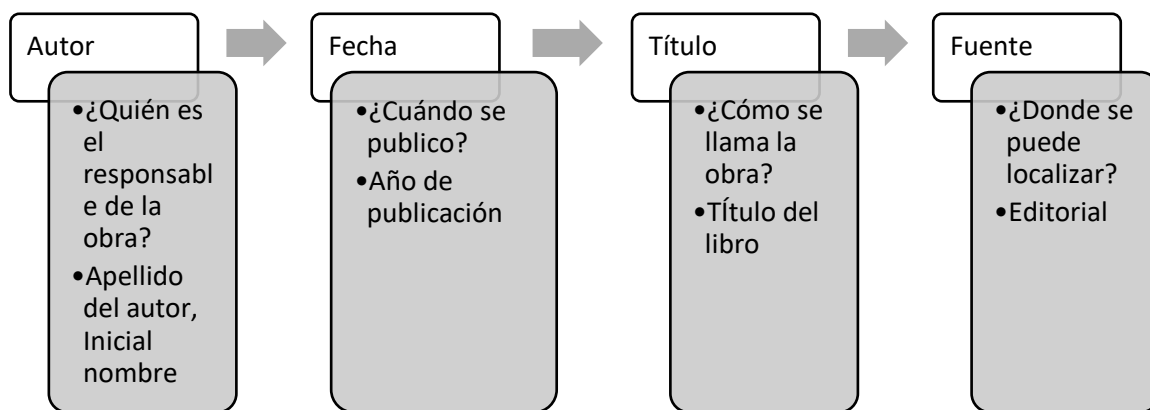 Autor
•¿Quién es
el
responsabl
e de la
obra?
•Apellido
del autor,
Inicial
nombre
Fecha
•¿Cuándo se
publico?
•Año de
publicación
Título
•¿Cómo se
llama la
obra?
•TÍtulo del
libro
Fuente
•¿Donde se
puede
localizar?
•Editorial